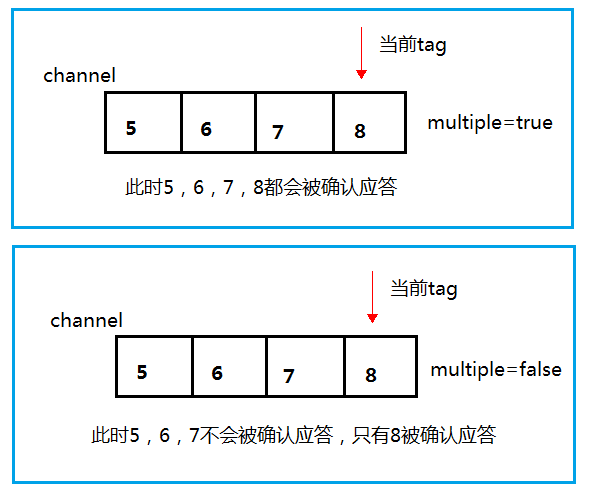 当前tag
channel
5 6 7 8
multiple=true
此时5，6，7，8都会被确认应答
当前tag
channel
5 6 7 8
multiple=false
此时5，6，7不会被确认应答，只有8被确认应答